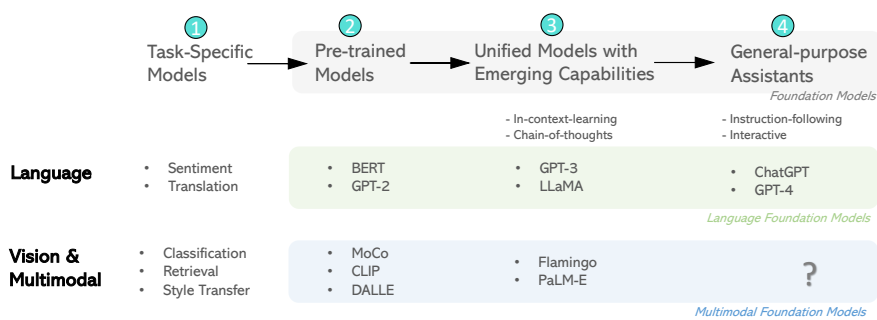 1
2
3
4
Task-Specific
Models
Pre-trained
Models
Unified Models with
Emerging Capabilities
General-purpose
Assistants
Foundation Models
- In-context-learning
- Chain-of-thoughts
- Instruction-following
- Interactive
Language
• Sentiment
• Translation
• BERT
• GPT-2
• GPT-3
• LLaMA
• ChatGPT
• GPT-4
Language Foundation Models
Vision &
Multimodal
• Classification
• Retrieval
• Style Transfer
• MoCo
• CLIP
• DALLE
• Flamingo
• PaLM-E
?
Multimodal Foundation Models